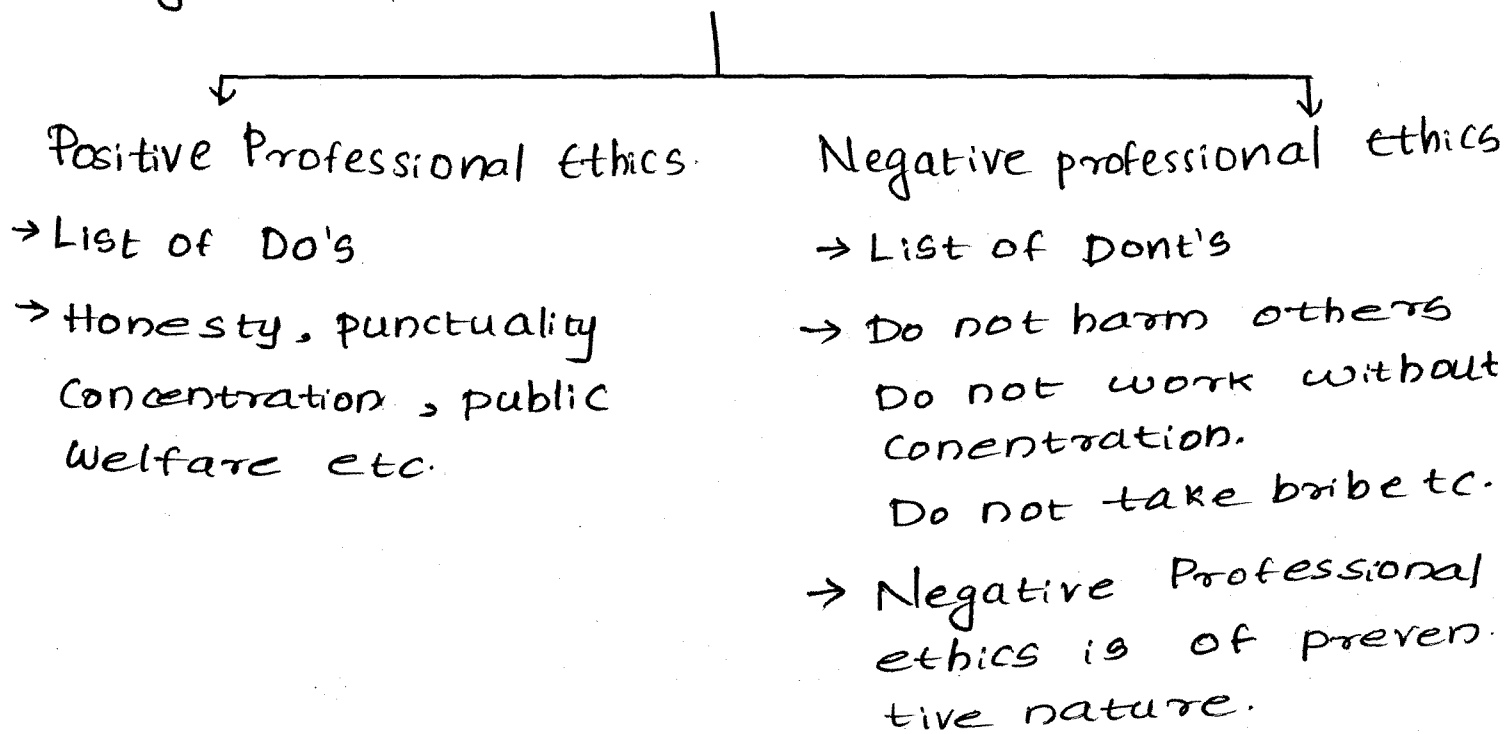 Positive Professional Ethics.
→ List of Do's
→ Honesty, punctuality
Concentration, public
Welfare etc.
Negative professional ethics
→ List of Dont's
→ Do not harm others
Do not work without
Conentration.
Do not take bribe tc.
→ Negative Professional
ethics is of preven-
tive nature.